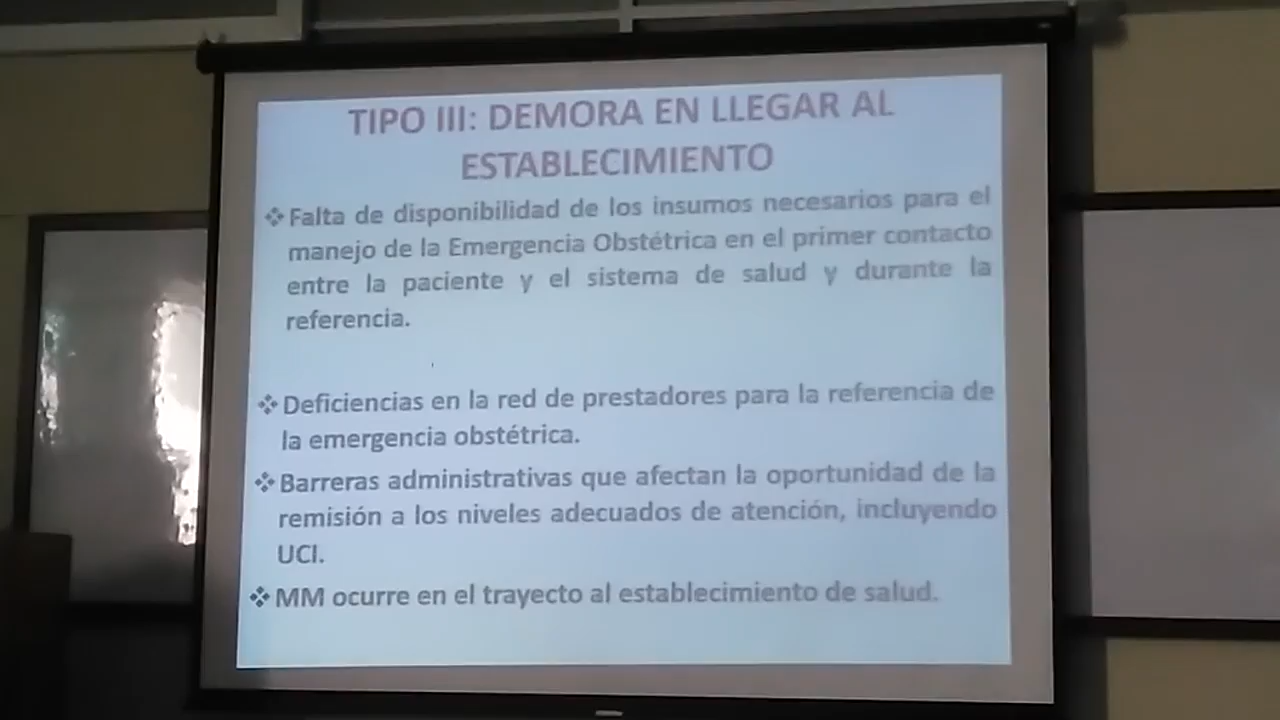 TIPO III: DEMORA EN LLEGAR AL
ESTABLECIMIENTO
❖Falta de disponibilidad de los insumos necesarios para el
manejo de la Emergencia Obstétrica en el primer contacto
entre la paciente y el sistema de salud y durante la
referencia.
❖Deficiencias en la red de prestadores para la referencia de
la emergencia obstétrica.
❖Barreras administrativas que afectan la oportunidad de la
remisión a los niveles adecuados de atención, incluyendo
UCI.
❖MM ocurre en el trayecto al establecimiento de salud.